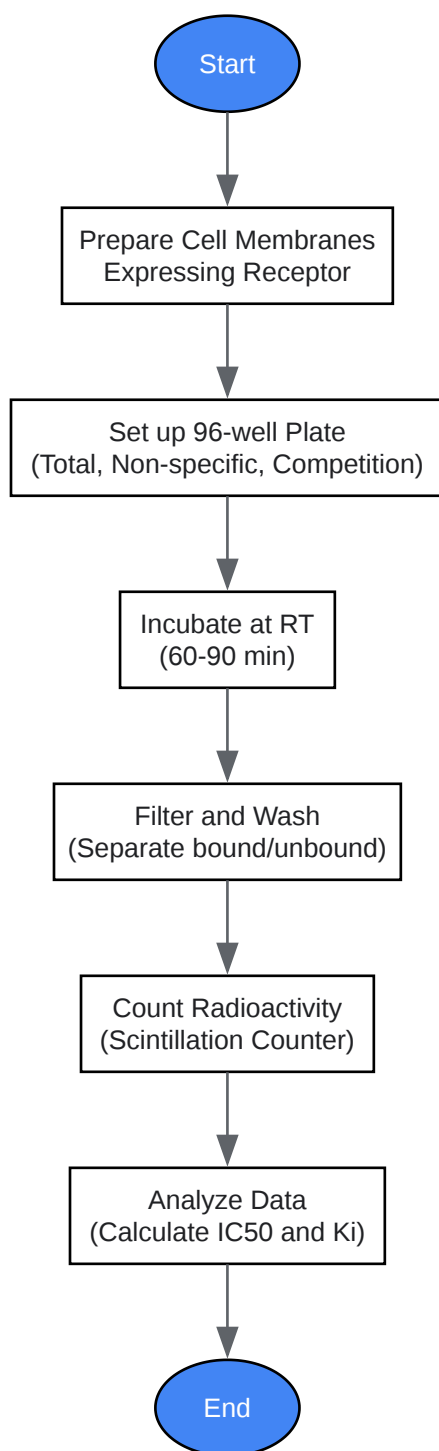 Start
Prepare Cell Membranes
Expressing Receptor
Set up 96-well Plate
(Total, Non-specific, Competition)
Incubate at RT
(60-90 min)
Filter and Wash
(Separate bound/unbound)
Count Radioactivity
(Scintillation Counter)
Analyze Data
(Calculate IC50 and Ki)
End